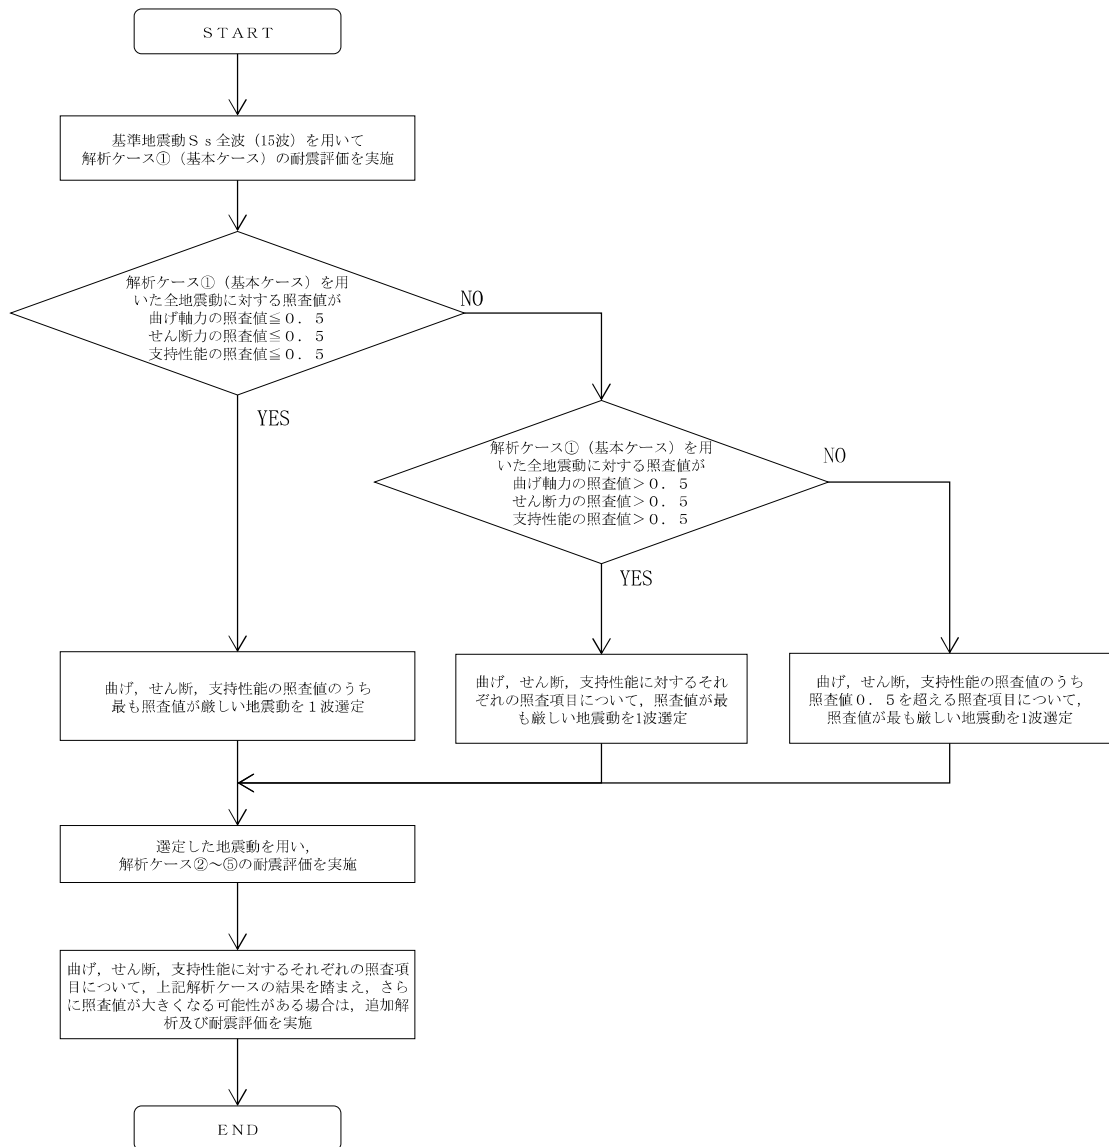 START
基準地震動Ｓｓ全波（15波）を用いて
解析ケース①（基本ケース）の耐震評価を実施
解析ケース①（基本ケース）を用
いた全地震動に対する照査値が
曲げ軸力の照査値≦０．５
せん断力の照査値≦０．５
支持性能の照査値≦０．５
NO
YES
解析ケース①（基本ケース）を用
いた全地震動に対する照査値が
曲げ軸力の照査値＞０．５
せん断力の照査値＞０．５
支持性能の照査値＞０．５
NO
YES
曲げ，せん断，支持性能の照査値のうち
最も照査値が厳しい地震動を１波選定
曲げ，せん断，支持性能に対するそれ
ぞれの照査項目について，照査値が最
も厳しい地震動を1波選定
曲げ，せん断，支持性能の照査値のうち
照査値０．５を超える照査項目について，
照査値が最も厳しい地震動を1波選定
選定した地震動を用い，
解析ケース②～⑤の耐震評価を実施
曲げ，せん断，支持性能に対するそれぞれの照査項
目について，上記解析ケースの結果を踏まえ，さら
に照査値が大きくなる可能性がある場合は，追加解
析及び耐震評価を実施
END